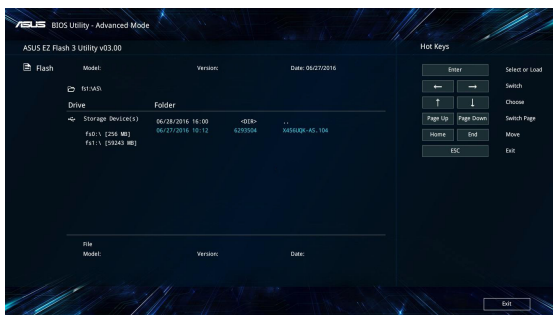 ASUS BIOS Utility - Advanced Mode
ASUS EZ Flash 3 Utility v03.00
Flash
Model: Version: Date: 06/27/2016
fs1:\A5\
Drive Folder
Storage Device(s)
fs0:\ [256 MB]
fs1:\ [59243 MB]
06/28/2016 16:00 <DIR> ..
06/27/2016 10:12 6293504 X456UQK-AS.104
File
Model: Version: Date:
Hot Keys
Enter Select or Load
← → Switch
↑ ↓ Choose
Page Up Page Down Switch Page
Home End Move
ESC Exit
Exit